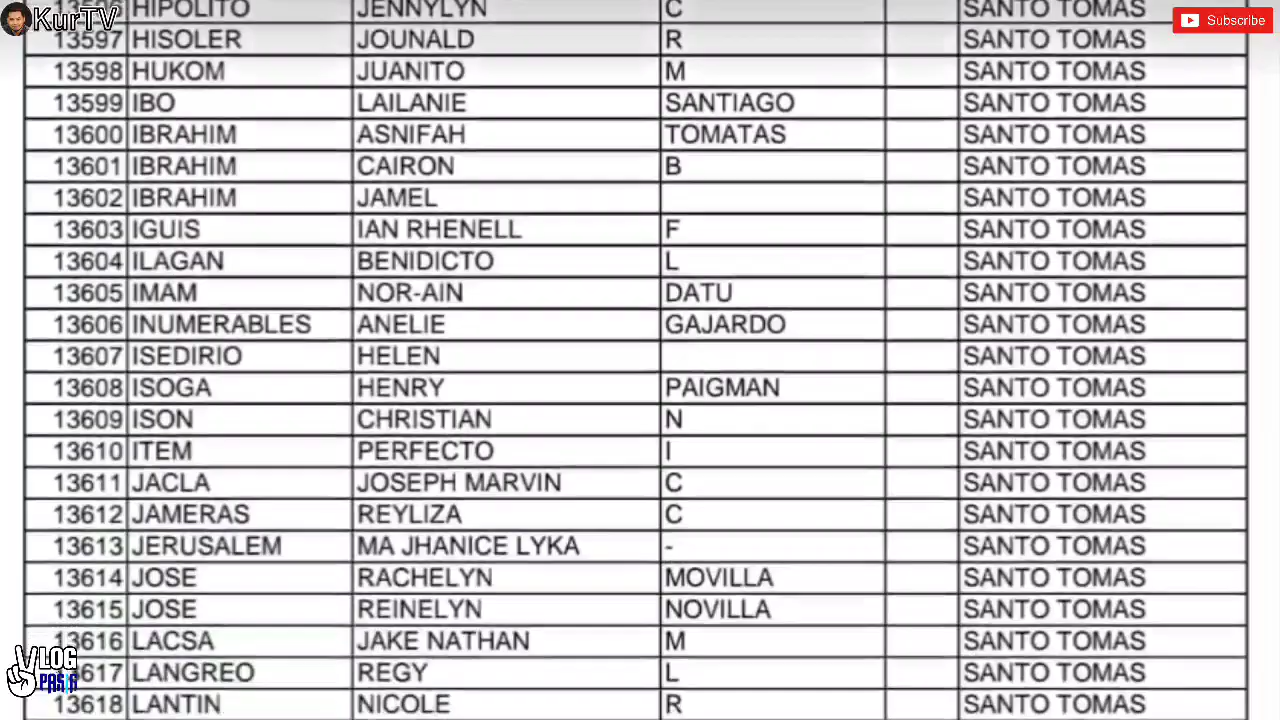 KurTV
Subscribe
HIPOLITO JENNYLYN C SANTO TOMAS
13597 HISOLER JOUNALD R SANTO TOMAS
13598 HUKOM JUANITO M SANTO TOMAS
13599 IBO LAILANIE SANTIAGO SANTO TOMAS
13600 IBRAHIM ASNIFAH TOMATAS SANTO TOMAS
13601 IBRAHIM CAIRON B SANTO TOMAS
13602 IBRAHIM JAMEL SANTO TOMAS
13603 IGUIS IAN RHENELL F SANTO TOMAS
13604 ILAGAN BENIDICTO L SANTO TOMAS
13605 IMAM NOR-AIN DATU SANTO TOMAS
13606 INUMERABLES ANELIE GAJARDO SANTO TOMAS
13607 ISEDIRIO HELEN SANTO TOMAS
13608 ISOGA HENRY PAIGMAN SANTO TOMAS
13609 ISON CHRISTIAN N SANTO TOMAS
13610 ITEM PERFECTO I SANTO TOMAS
13611 JACLA JOSEPH MARVIN C SANTO TOMAS
13612 JAMERAS REYLIZA C SANTO TOMAS
13613 JERUSALEM MA JHANICE LYKA - SANTO TOMAS
13614 JOSE RACHELYN MOVILLA SANTO TOMAS
13615 JOSE REINELYN NOVILLA SANTO TOMAS
13616 LACSA JAKE NATHAN M SANTO TOMAS
13617 LANGREO REGY L SANTO TOMAS
13618 LANTIN NICOLE R SANTO TOMAS
VLOG
PASIG